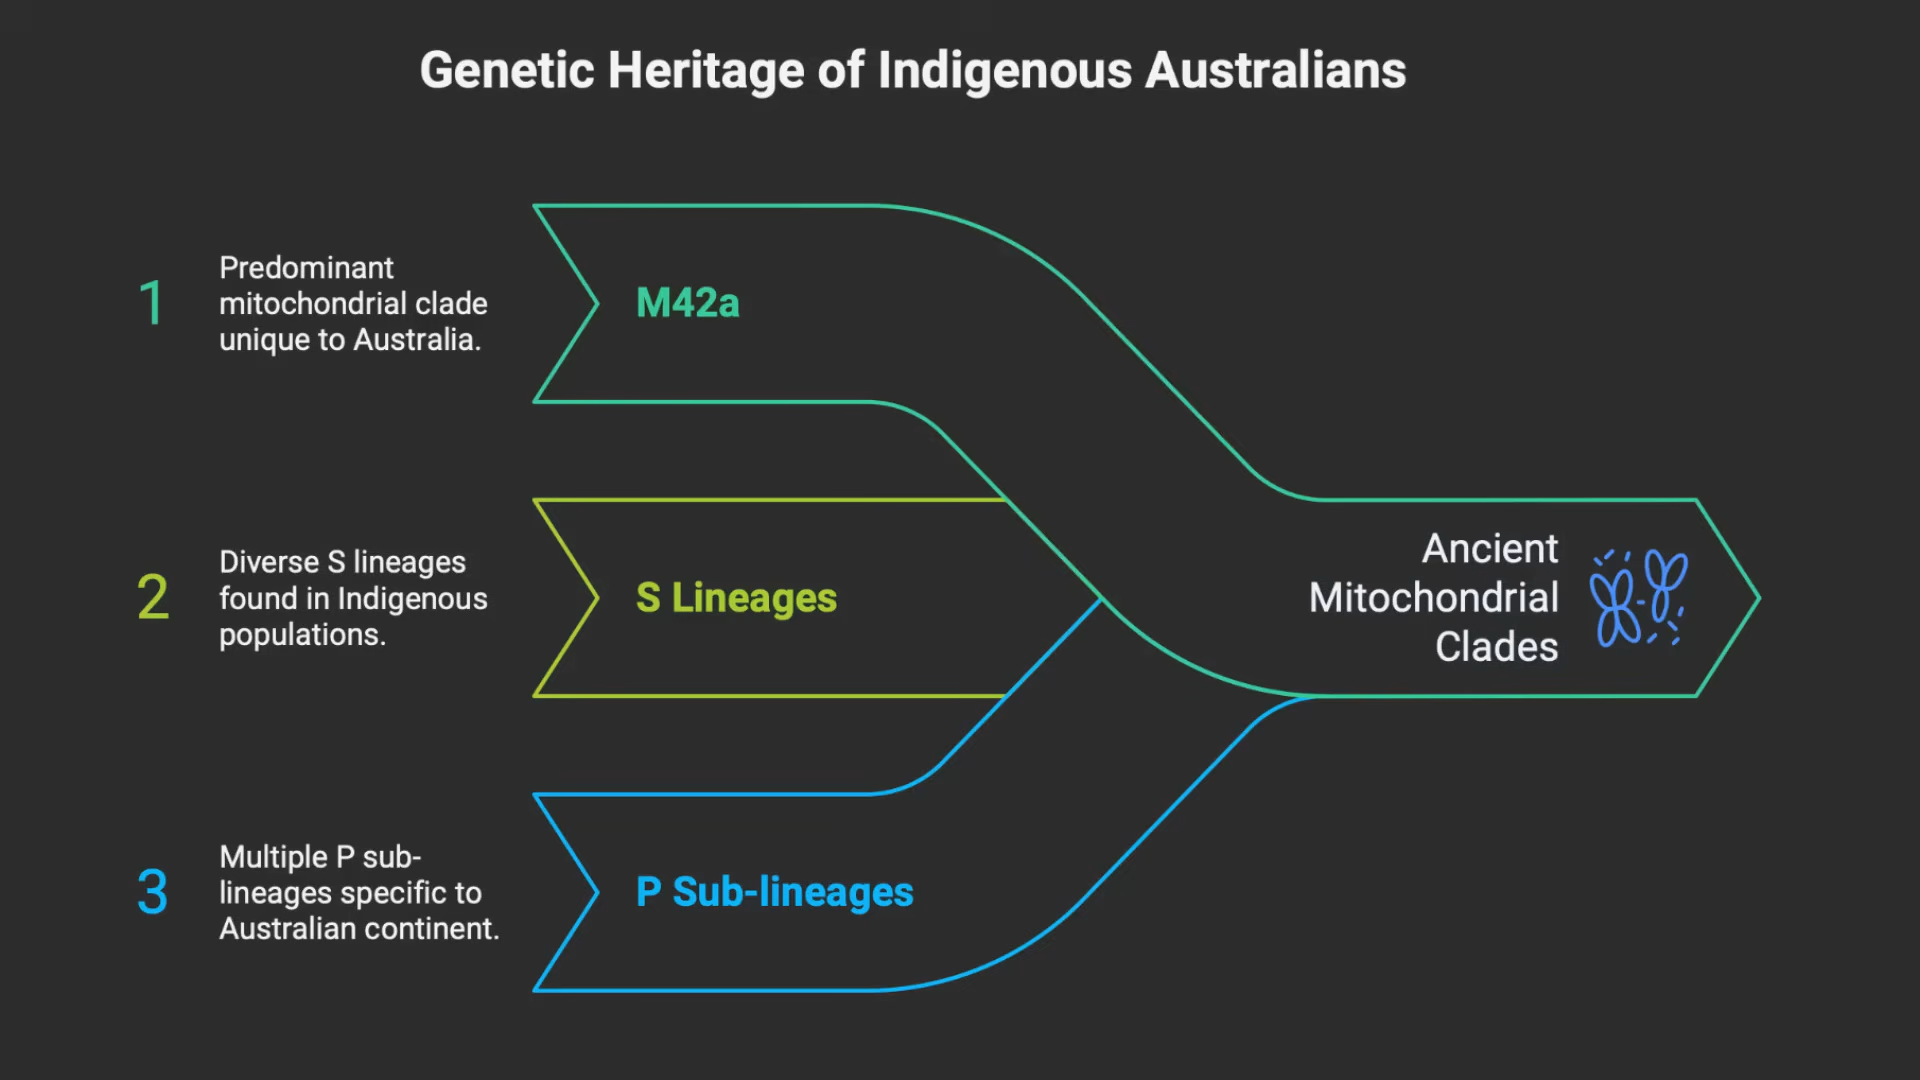 Genetic Heritage of Indigenous Australians
1
Predominant
mitochondrial clade
unique to Australia.
M42a
2
Diverse S lineages
found in Indigenous
populations.
S Lineages
Ancient
Mitochondrial
Clades
3
Multiple P sub-
lineages specific to
Australian continent.
P Sub-lineages